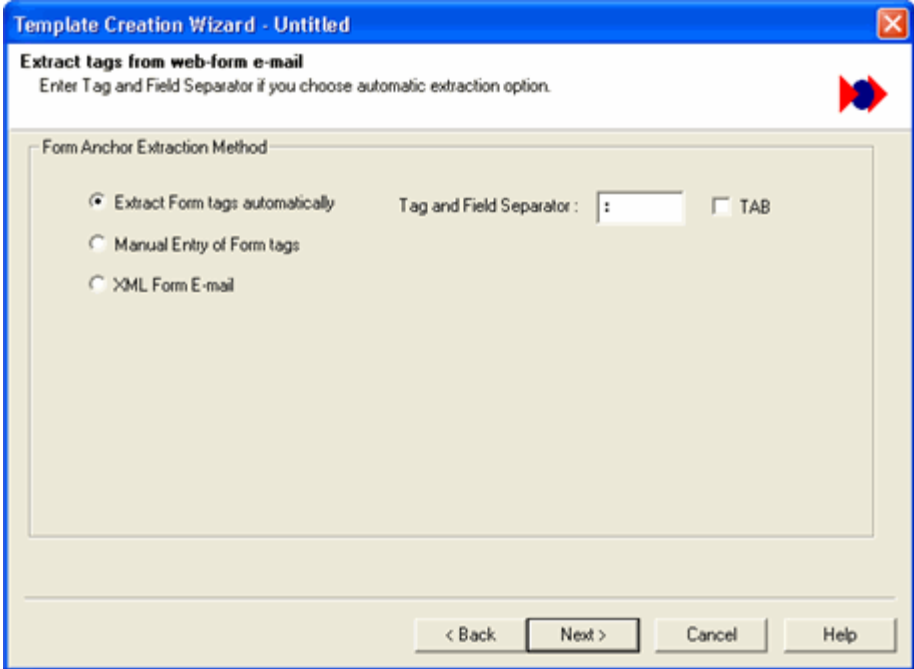 Template Creation Wizard - Untitled
Extract tags from web-form e-mail
Enter Tag and Field Separator if you choose automatic extraction option.
Form Anchor Extraction Method
Extract Form tags automatically Tag and Field Separator : : TAB
Manual Entry of Form tags
XML Form E-mail
< Back Next > Cancel Help